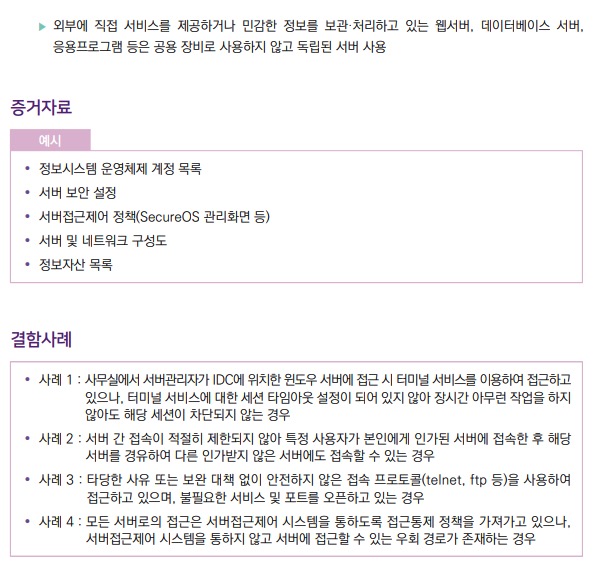 ▶ 외부에 직접 서비스를 제공하거나 민감한 정보를 보관·처리하고 있는 웹서버, 데이터베이스 서버,
응용프로그램 등은 공용 장비로 사용하지 않고 독립된 서버 사용
증거자료
예시
• 정보시스템 운영체제 계정 목록
• 서버 보안 설정
• 서버접근제어 정책(SecureOS 관리화면 등)
• 서버 및 네트워크 구성도
• 정보자산 목록
결함사례
• 사례 1 : 사무실에서 서버관리자가 IDC에 위치한 윈도우 서버에 접근 시 터미널 서비스를 이용하여 접근하고
있으나, 터미널 서비스에 대한 세션 타임아웃 설정이 되어 있지 않아 장시간 아무런 작업을 하지
않아도 해당 세션이 차단되지 않는 경우
• 사례 2 : 서버 간 접속이 적절히 제한되지 않아 특정 사용자가 본인에게 인가된 서버에 접속한 후 해당
서버를 경유하여 다른 인가받지 않은 서버에도 접속할 수 있는 경우
• 사례 3 : 타당한 사유 또는 보완 대책 없이 안전하지 않은 접속 프로토콜(telnet, ftp 등)을 사용하여
접근하고 있으며, 불필요한 서비스 및 포트를 오픈하고 있는 경우
• 사례 4 : 모든 서버로의 접근은 서버접근제어 시스템을 통하도록 접근통제 정책을 가져가고 있으나,
서버접근제어 시스템을 통하지 않고 서버에 접근할 수 있는 우회 경로가 존재하는 경우